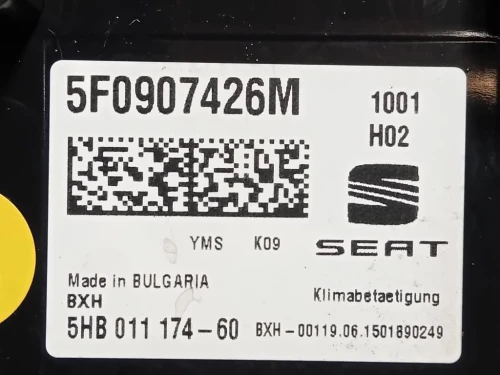 5F0907426M 1001
H02
YMS K09 SEAT
Made in BULGARIA
BXH Klimabetaetigung
5HB 011 174-60 BXH-00119.06.1501890249